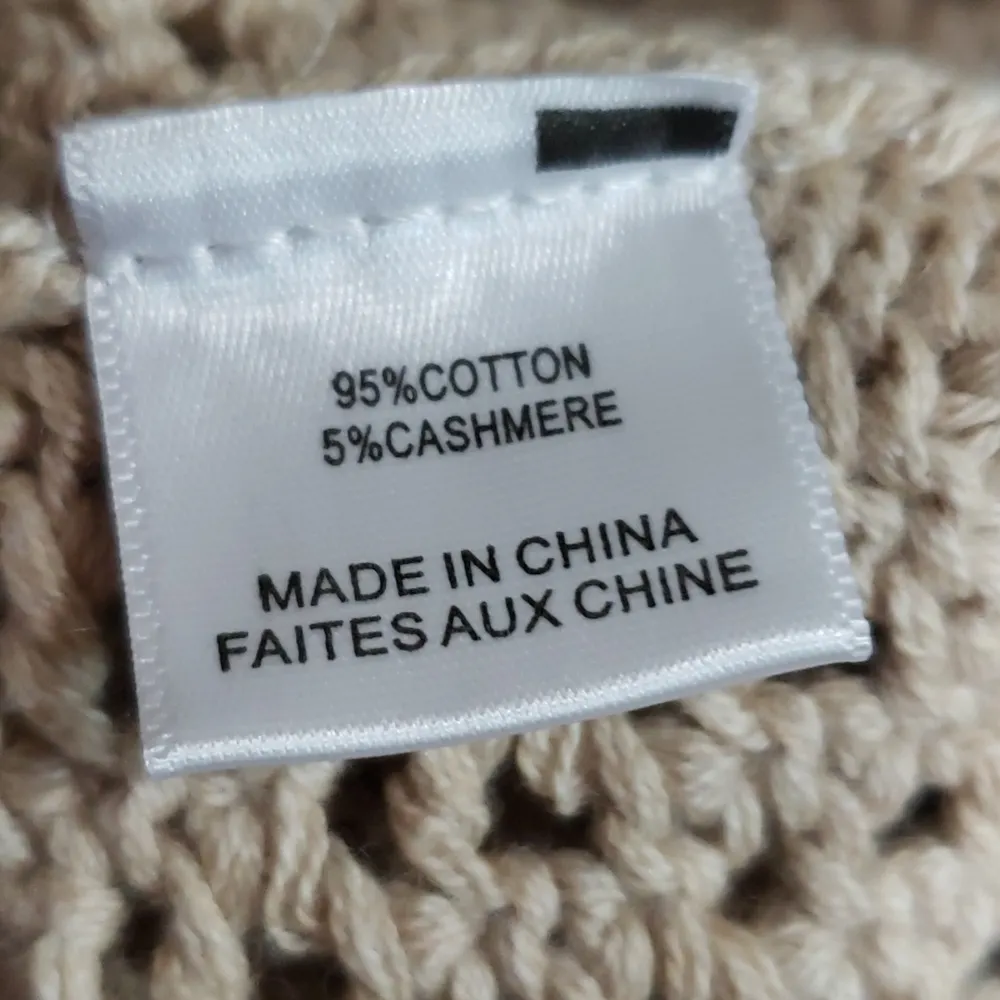 95%COTTON
5%CASHMERE
MADE IN CHINA
FAITES AUX CHINE